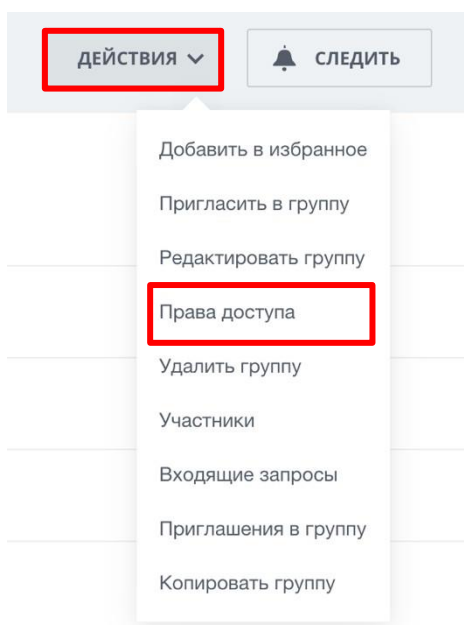 ДЕЙСТВИЯ СЛЕДИТЬ
Добавить в избранное
Пригласить в группу
Редактировать группу
Права доступа
Удалить группу
Участники
Входящие запросы
Приглашения в группу
Копировать группу